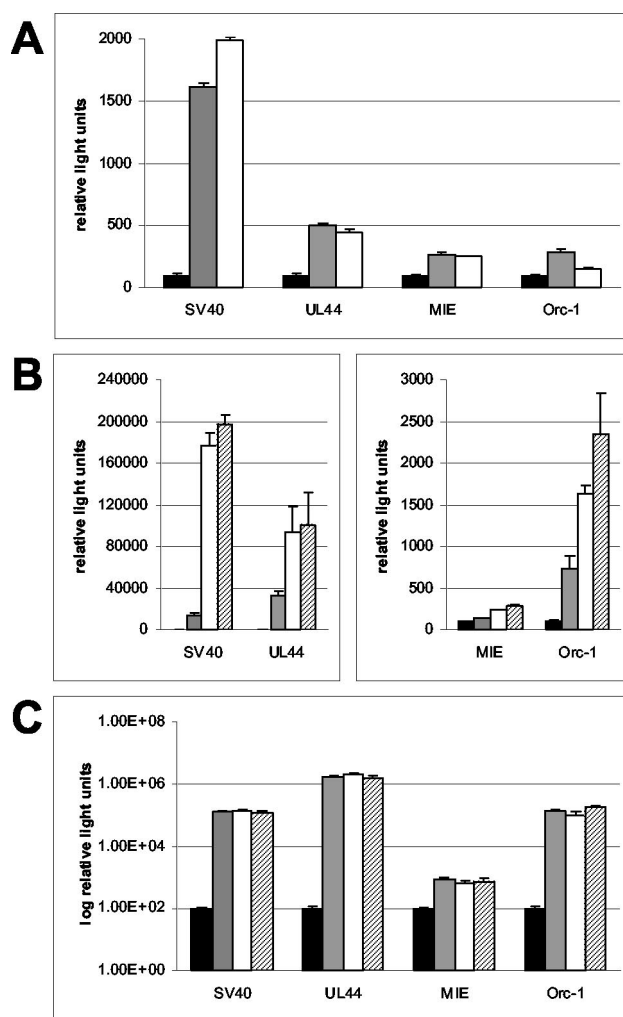 A
relative light units
2000
1500
1000
500
0
SV40 UL44 MIE Orc-1
B
relative light units
240000
200000
160000
120000
80000
40000
0
SV40 UL44
relative light units
3000
2500
2000
1500
1000
500
0
MIE Orc-1
C
log relative light units
1.00E+08
1.00E+06
1.00E+04
1.00E+02
1.00E+00
SV40 UL44 MIE Orc-1